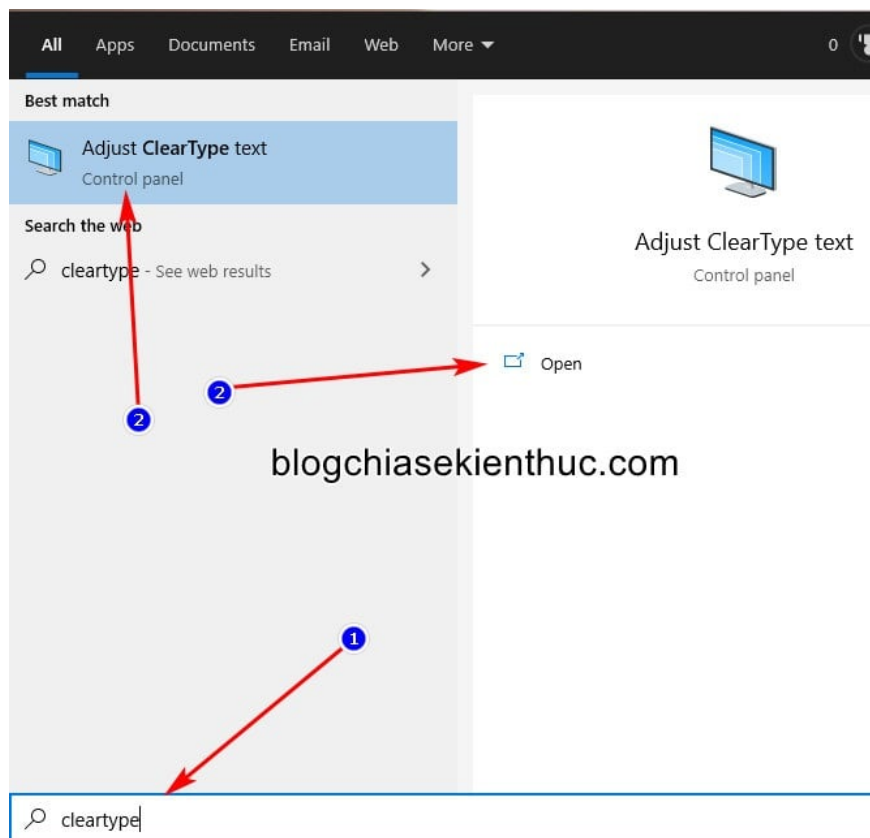 All Apps Documents Email Web More 0
Best match
Adjust ClearType text
Control panel
Search the web
cleartype - See web results
Adjust ClearType text
Control panel
Open
2
2
blogchiasekienthuc.com
1
cleartype